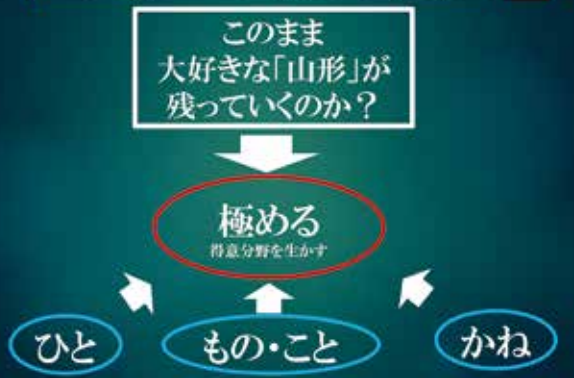 このまま
大好きな「山形」が
残っていくのか？
極める
得意分野を生かす
ひと
もの・こと
かね